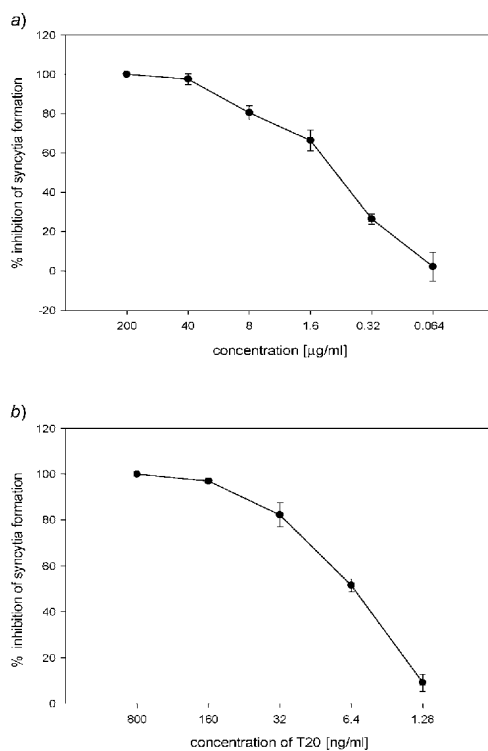 a)
120
100
80
60
40
20
0
-20
% inhibition of syncytia formation
200 40 8 1.6 0.32 0.064
concentration [μg/ml]
b)
120
100
80
60
40
20
0
% inhibition of syncytia formation
800 160 32 6.4 1.28
concentration of T20 [ng/ml]